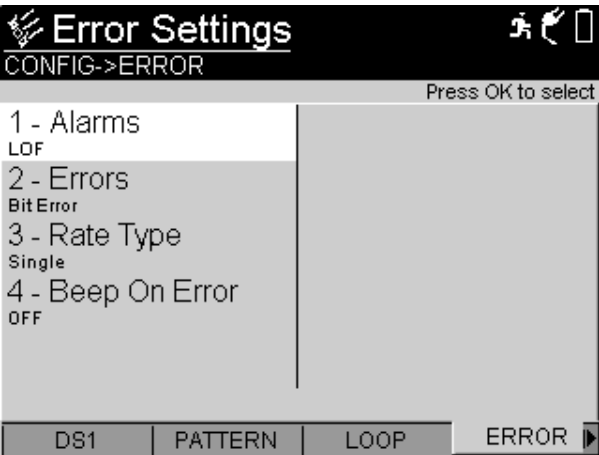 Error Settings
CONFIG->ERROR
Press OK to select
1 - Alarms
LOF
2 - Errors
Bit Error
3 - Rate Type
Single
4 - Beep On Error
OFF
DS1 PATTERN LOOP ERROR